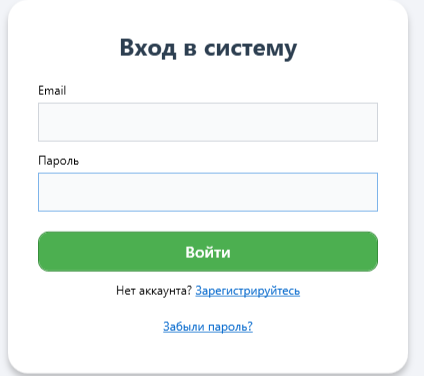 Вход в систему
Email
Пароль
Войти
Нет аккаунта? Зарегистрируйтесь
Забыли пароль?